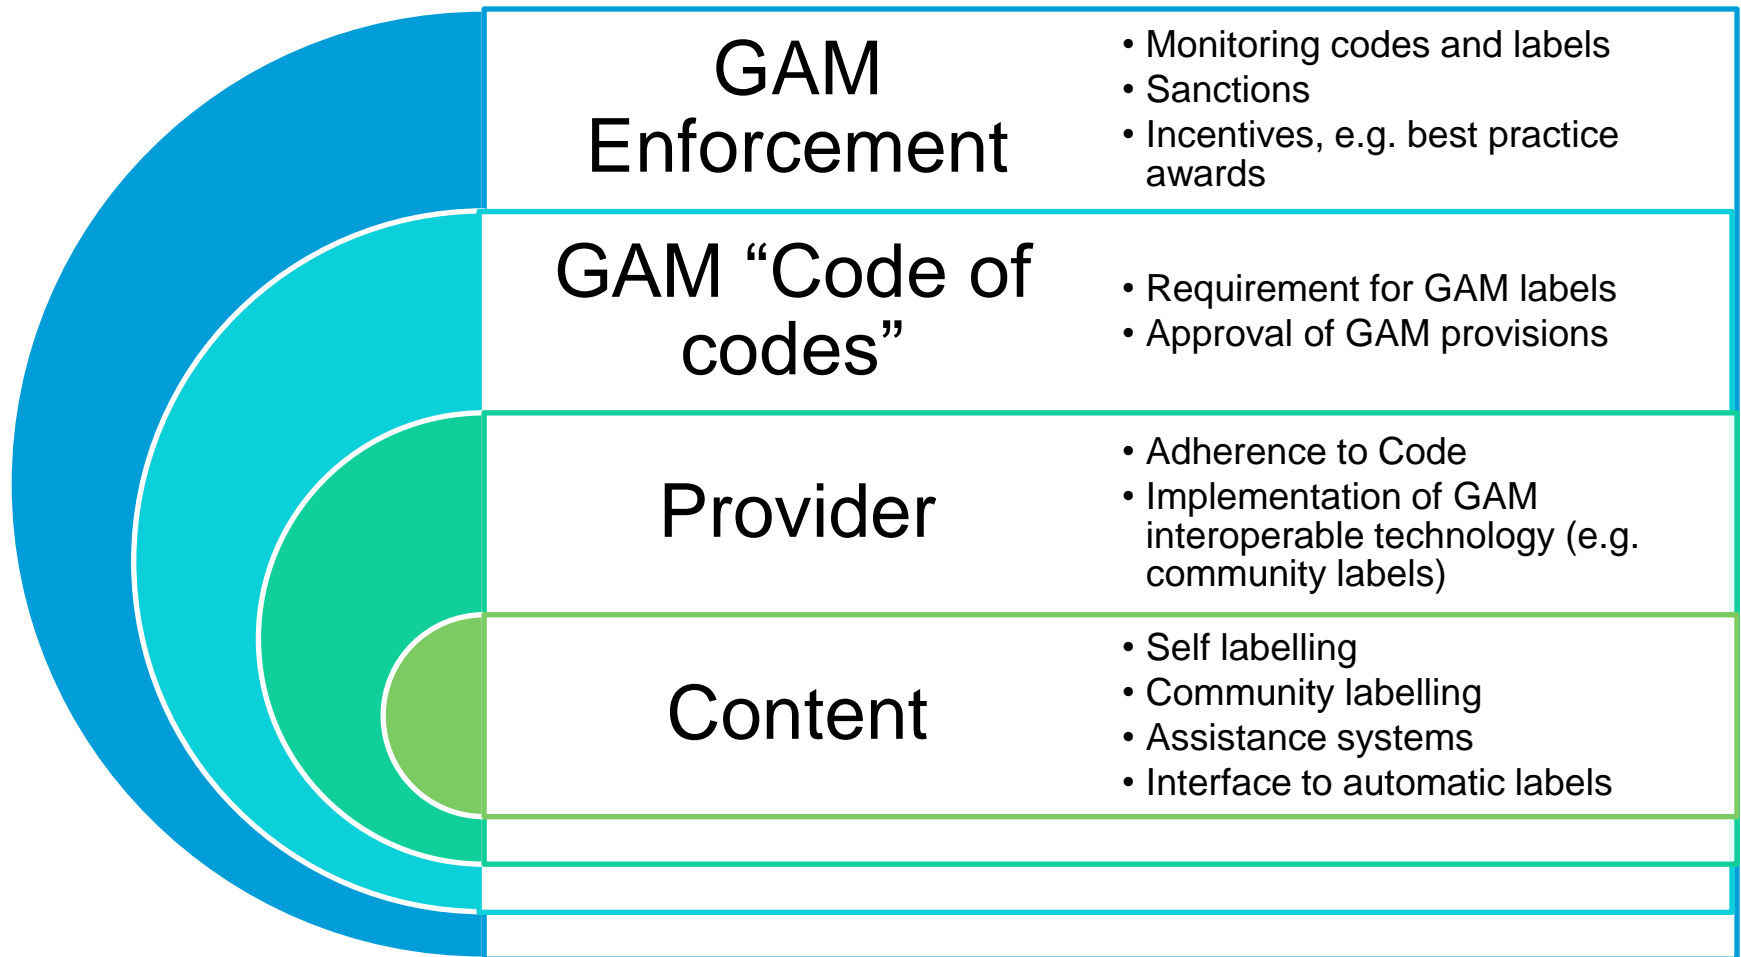 GAM
Enforcement
• Monitoring codes and labels
• Sanctions
• Incentives, e.g. best practice
awards
GAM “Code of
codes”
• Requirement for GAM labels
• Approval of GAM provisions
Provider
• Adherence to Code
• Implementation of GAM
interoperable technology (e.g.
community labels)
Content
• Self labelling
• Community labelling
• Assistance systems
• Interface to automatic labels